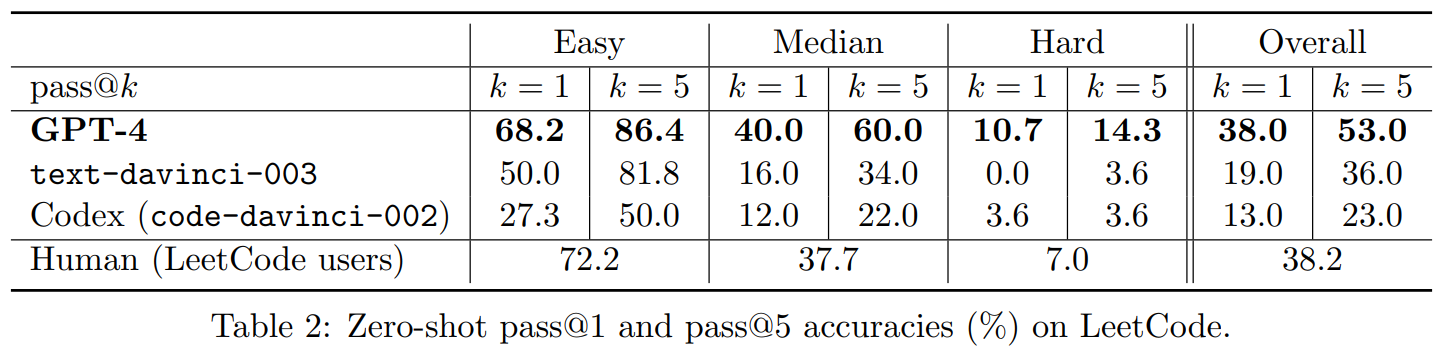 Easy Median Hard Overall
pass@k k = 1 k = 5 k = 1 k = 5 k = 1 k = 5 k = 1 k = 5
GPT-4 68.2 86.4 40.0 60.0 10.7 14.3 38.0 53.0
text-davinci-003 50.0 81.8 16.0 34.0 0.0 3.6 19.0 36.0
Codex (code-davinci-002) 27.3 50.0 12.0 22.0 3.6 3.6 13.0 23.0
Human (LeetCode users) 72.2 37.7 7.0 38.2
Table 2: Zero-shot pass@1 and pass@5 accuracies (%) on LeetCode.